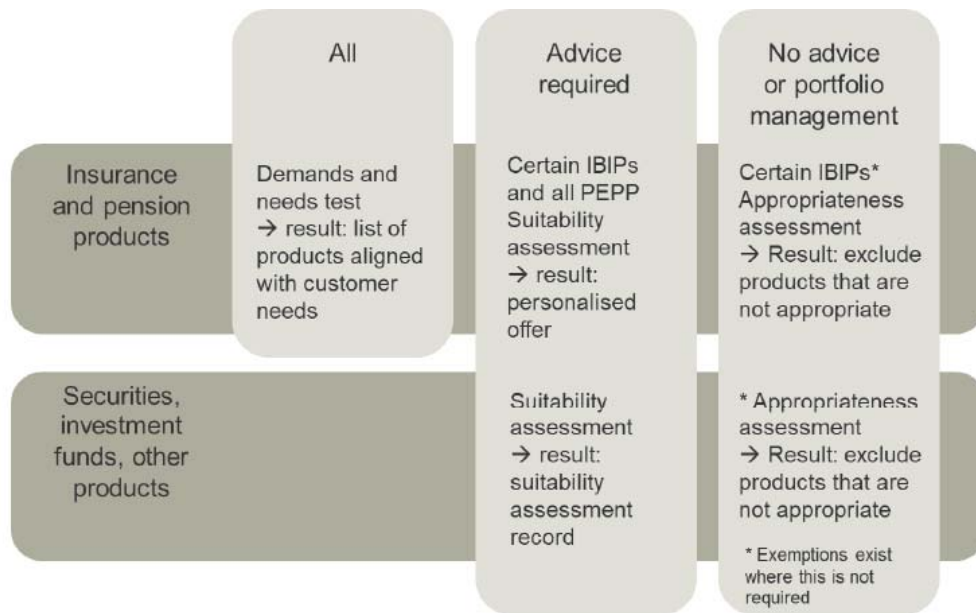 All
Advice
required
No advice
or portfolio
management
Insurance
and pension
products
Demands and
needs test
→ result: list of
products aligned
with customer
needs
Certain IBIPs
and all PEPP
Suitability
assessment
→ result:
personalised
offer
Certain IBIPs*
Appropriateness
assessment
→ Result: exclude
products that are
not appropriate
Securities,
investment
funds, other
products
Suitability
assessment
→ result:
suitability
assessment
record
* Appropriateness
assessment
→ Result: exclude
products that are
not appropriate
* Exemptions exist
where this is not
required